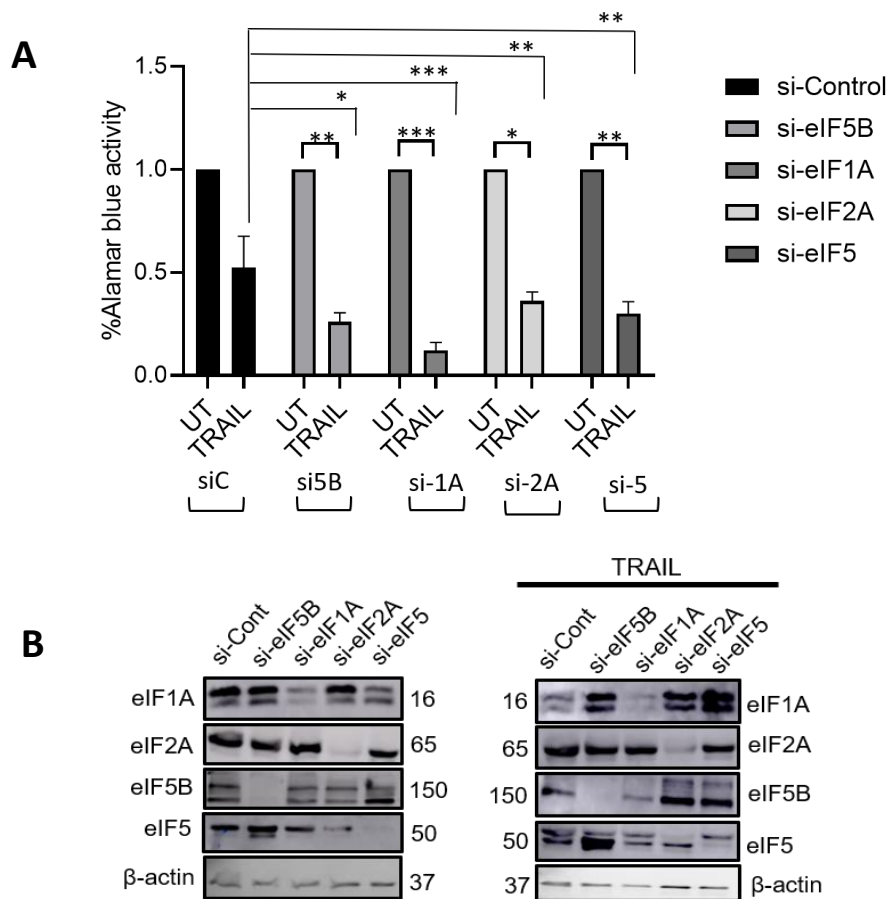 A
**
**
***
*
**
***
*
**
%Alamar blue activity
1.5
1.0
0.5
0.0
UT
TRAIL
UT
TRAIL
UT
TRAIL
UT
TRAIL
UT
TRAIL
siC
si5B
si-1A
si-2A
si-5
si-Control
si-eIF5B
si-eIF1A
si-eIF2A
si-eIF5
B
si-Cont
si-eIF5B
si-eIF1A
si-eIF2A
si-eIF5
eIF1A 16
eIF2A 65
eIF5B 150
eIF5 50
β-actin 37
TRAIL
si-Cont
si-eIF5B
si-eIF1A
si-eIF2A
si-eIF5
16 eIF1A
65 eIF2A
150 eIF5B
50 eIF5
37 β-actin